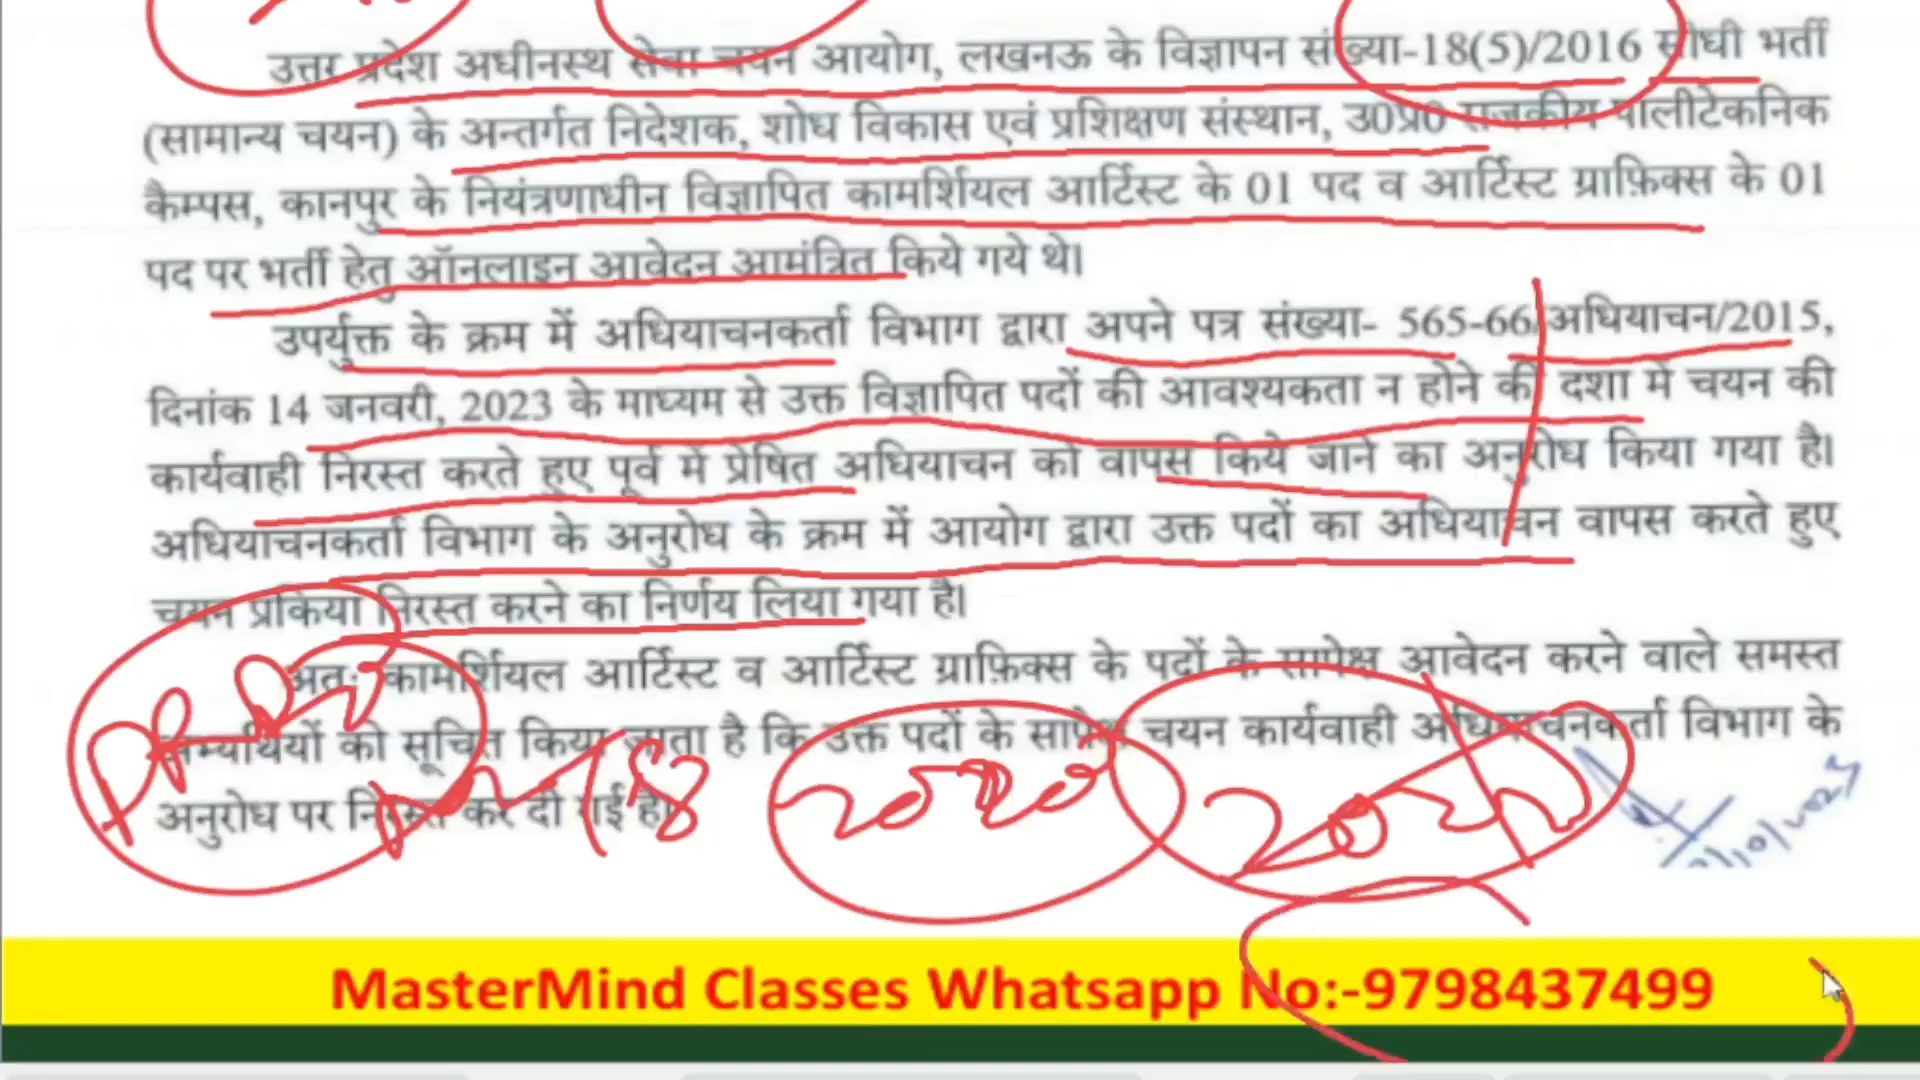 उत्तर प्रदेश अधीनस्थ सेवा चयन आयोग, लखनऊ के विज्ञापन संख्या-18(5)/2016 सीधी भर्ती
(सामान्य चयन) के अन्तर्गत निदेशक, शोध विकास एवं प्रशिक्षण संस्थान, उ0प्र0 राजकीय पालीटेकनिक
कैम्पस, कानपुर के नियंत्रणाधीन विज्ञापित कामर्शियल आर्टिस्ट के 01 पद व आर्टिस्ट ग्राफ़िक्स के 01
पद पर भर्ती हेतु ऑनलाइन आवेदन आमंत्रित किये गये थे।
उपर्युक्त के क्रम में अधियाचनकर्ता विभाग द्वारा अपने पत्र संख्या- 565-66/अधियाचन/2015,
दिनांक 14 जनवरी, 2023 के माध्यम से उक्त विज्ञापित पदों की आवश्यकता न होने की दशा में चयन की
कार्यवाही निरस्त करते हुए पूर्व में प्रेषित अधियाचन को वापस किये जाने का अनुरोध किया गया है।
अधियाचनकर्ता विभाग के अनुरोध के क्रम में आयोग द्वारा उक्त पदों का अधियाचन वापस करते हुए
चयन प्रकिया निरस्त करने का निर्णय लिया गया है।
अतः कामर्शियल आर्टिस्ट व आर्टिस्ट ग्राफ़िक्स के पदों के सापेक्ष आवेदन करने वाले समस्त
अभ्यर्थियों को सूचित किया जाता है कि उक्त पदों के सापेक्ष चयन कार्यवाही अधियाचनकर्ता विभाग के
अनुरोध पर निरस्त कर दी गई है।
MasterMind Classes Whatsapp No:-9798437499